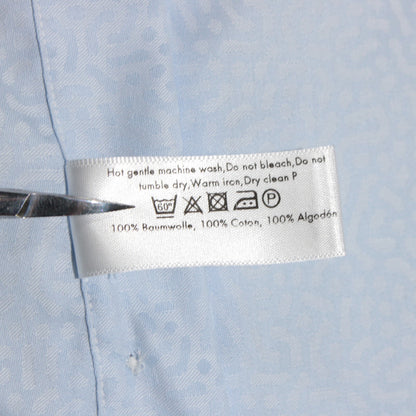 Hot gentle machine wash,Do not bleach,Do not
tumble dry,Warm iron,Dry clean P
60° P
100% Baumwolle, 100% Coton, 100% Algodón